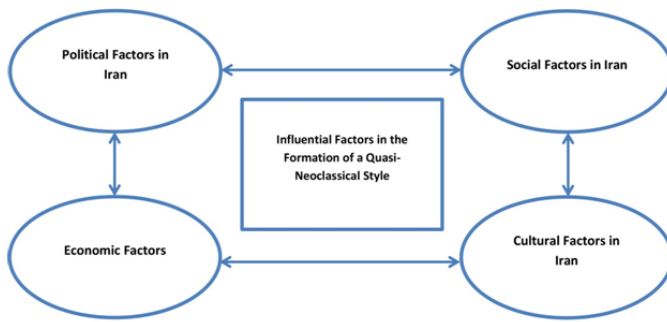 Political Factors in
Iran
Social Factors in Iran
Influential Factors in the
Formation of a Quasi-
Neoclassical Style
Economic Factors
Cultural Factors in
Iran